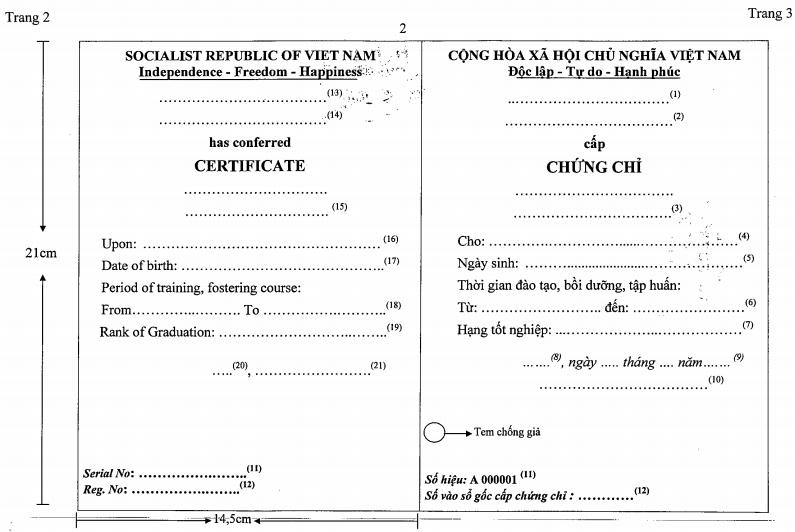 Trang 2
Trang 3
2
SOCIALIST REPUBLIC OF VIET NAM
Independence - Freedom - Happiness
..........................................(13)
..........................................(14)
has conferred
CERTIFICATE
....................................
.................................... (15)
Upon: .................................................. (16)
Date of birth: ..........................................(17)
Period of training, fostering course:
From........................... To ..........................(18)
Rank of Graduation: ....................................(19)
.....(20), ...........................(21)
Serial No: ........................(11)
Reg. No: ........................(12)
CỘNG HÒA XÃ HỘI CHỦ NGHĨA VIỆT NAM
Độc lập - Tự do - Hạnh phúc
........................................(1)
........................................(2)
cấp
CHỨNG CHỈ
........................................
........................................(3)
Cho: ..................................................(4)
Ngày sinh: ..........................................(5)
Thời gian đào tạo, bồi dưỡng, tập huấn:
Từ: ............................. đến: ...........................(6)
Hạng tốt nghiệp: ..........................................(7)
.......(8), ngày ..... tháng .... năm.......(9)
..........................................(10)
Tem chống giả
Số hiệu: A 000001 (11)
Số vào sổ gốc cấp chứng chỉ : ............(12)
21cm
14,5cm